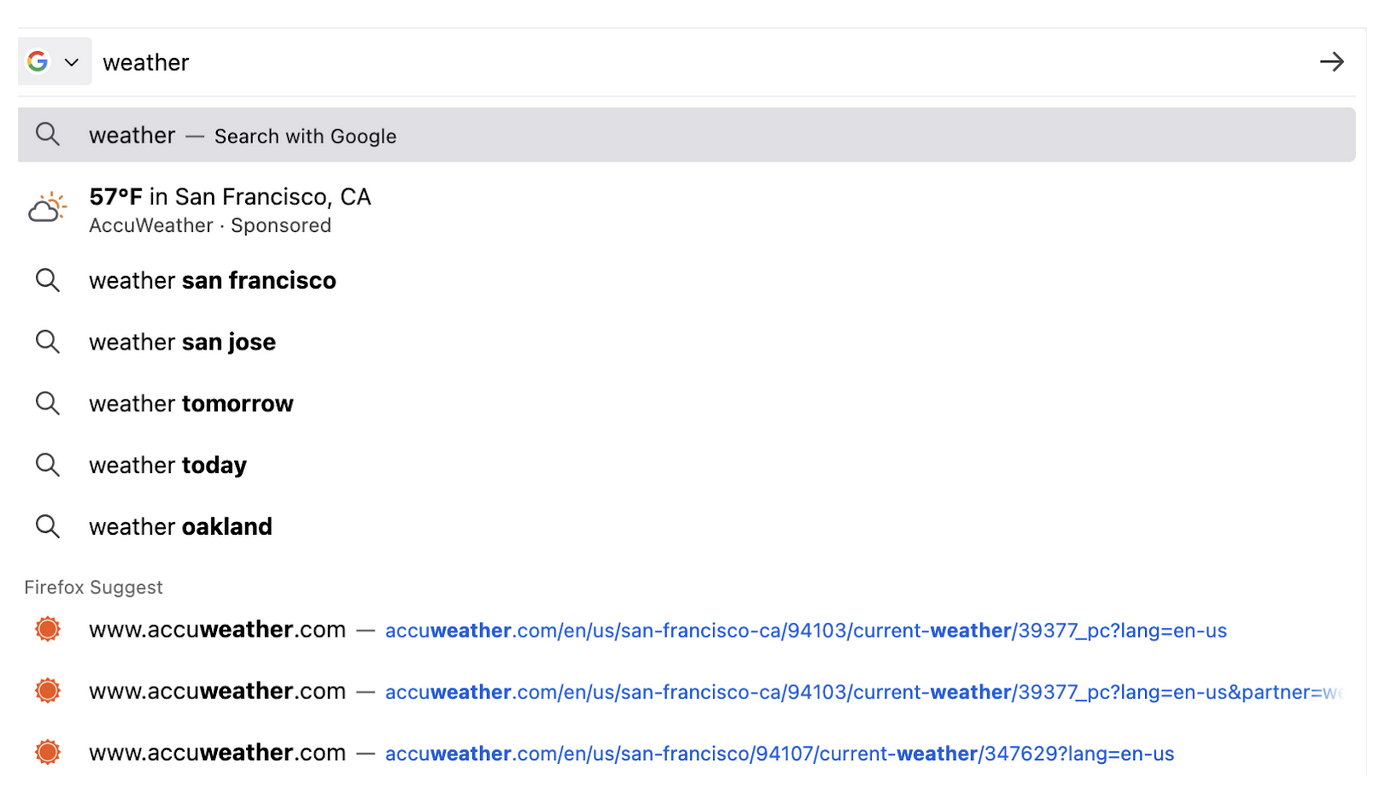 weather
weather — Search with Google
57°F in San Francisco, CA
AccuWeather · Sponsored
weather san francisco
weather san jose
weather tomorrow
weather today
weather oakland
Firefox Suggest
www.accuweather.com — accuweather.com/en/us/san-francisco-ca/94103/current-weather/39377_pc?lang=en-us
www.accuweather.com — accuweather.com/en/us/san-francisco-ca/94103/current-weather/39377_pc?lang=en-us&partner=we
www.accuweather.com — accuweather.com/en/us/san-francisco/94107/current-weather/347629?lang=en-us